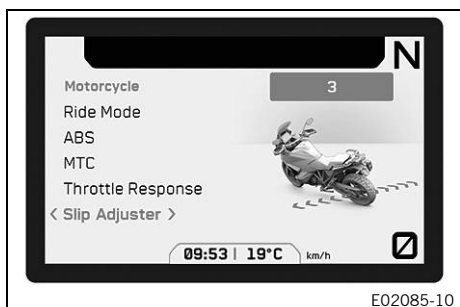 N
Motorcycle
3
Ride Mode
ABS
MTC
Throttle Response
< Slip Adjuster >
09:53 | 19°C km/h
0
E02085-10